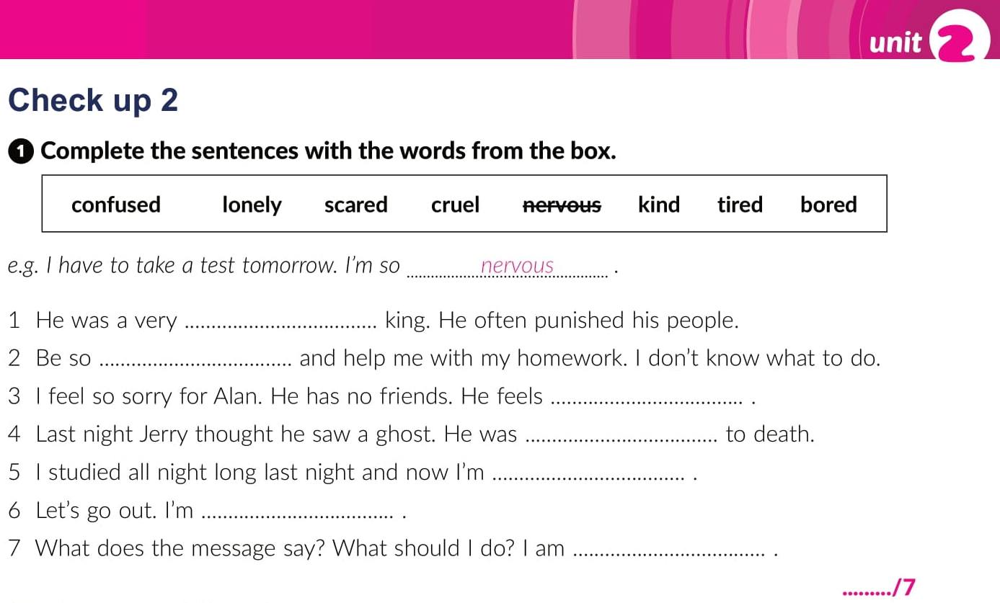 unit 2
Check up 2
1 Complete the sentences with the words from the box.
confused lonely scared cruel nervous kind tired bored
e.g. I have to take a test tomorrow. I'm so nervous .
1 He was a very .................................... king. He often punished his people.
2 Be so .................................... and help me with my homework. I don't know what to do.
3 I feel so sorry for Alan. He has no friends. He feels .................................... .
4 Last night Jerry thought he saw a ghost. He was .................................... to death.
5 I studied all night long last night and now I'm .................................... .
6 Let's go out. I'm .................................... .
7 What does the message say? What should I do? I am .................................... .
........./7